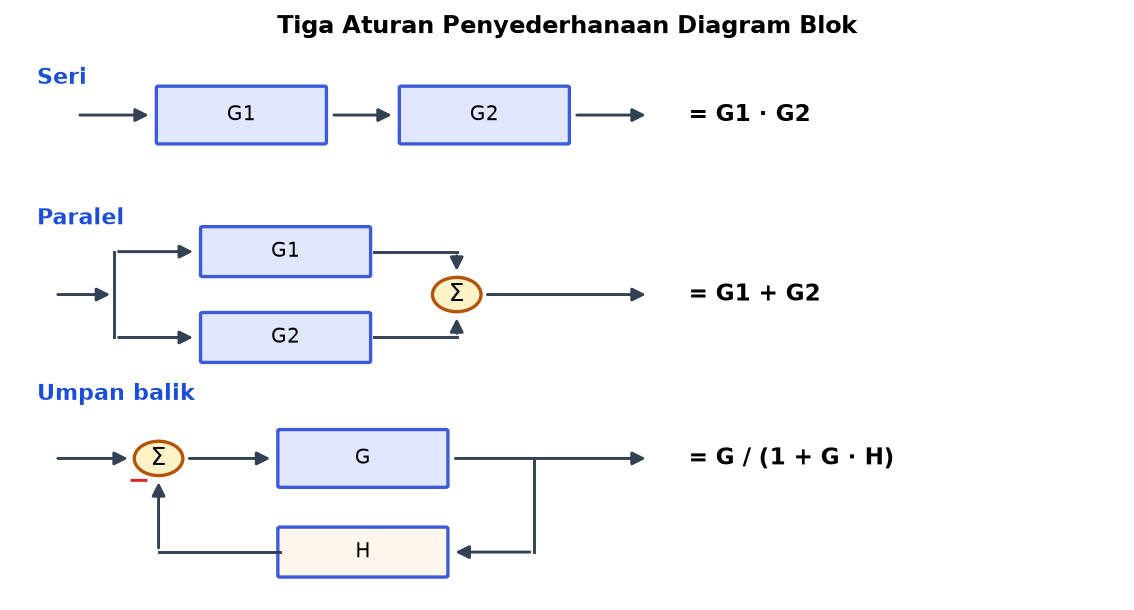 Tiga Aturan Penyederhanaan Diagram Blok
Seri
G1
G2
= G1 · G2
Paralel
G1
G2
Σ
= G1 + G2
Umpan balik
Σ
−
G
= G / (1 + G · H)
H